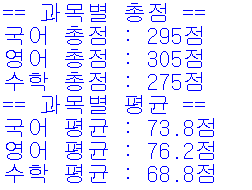 == 과목별 총점 ==
국어 총점 : 295점
영어 총점 : 305점
수학 총점 : 275점
== 과목별 평균 ==
국어 평균 : 73.8점
영어 평균 : 76.2점
수학 평균 : 68.8점